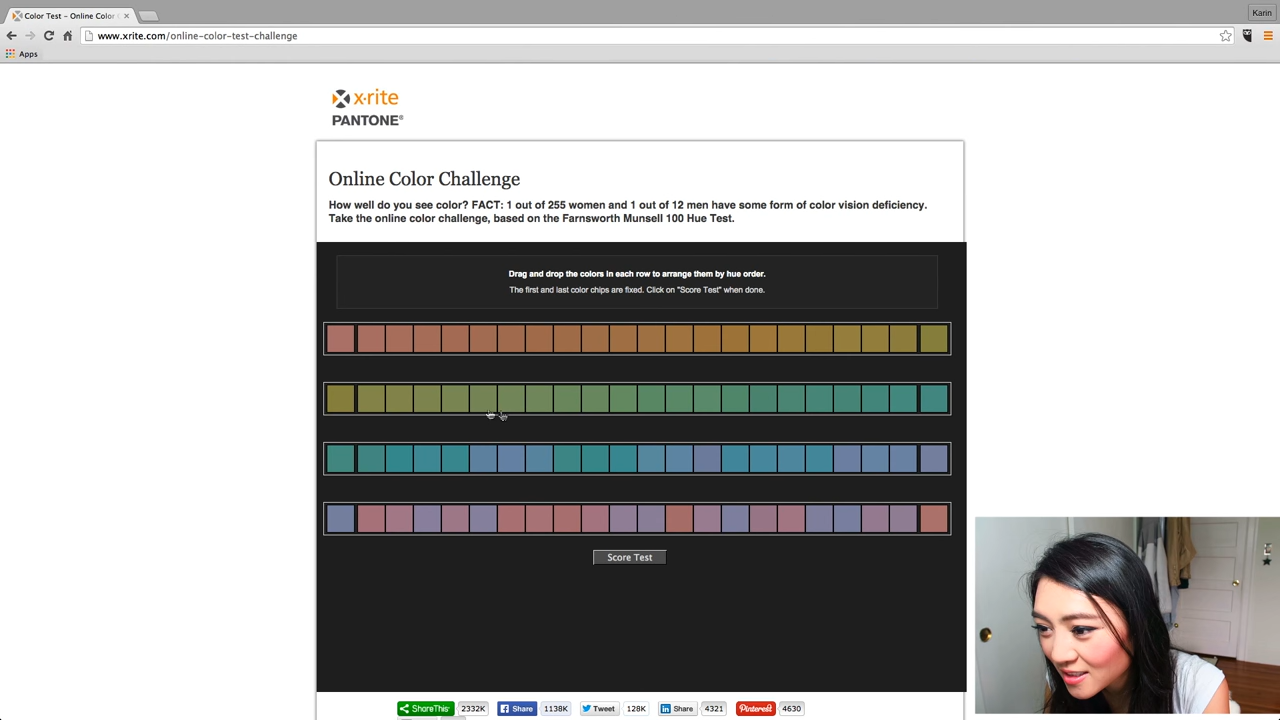 Color Test – Online Color
Karin
www.xrite.com/online-color-test-challenge
Apps
x·rite
PANTONE®
Online Color Challenge
How well do you see color? FACT: 1 out of 255 women and 1 out of 12 men have some form of color vision deficiency.
Take the online color challenge, based on the Farnsworth Munsell 100 Hue Test.
Drag and drop the colors in each row to arrange them by hue order.
The first and last color chips are fixed. Click on "Score Test" when done.
Score Test
ShareThis 2332K Share 1138K Tweet 128K Share 4321 Pinterest 4630